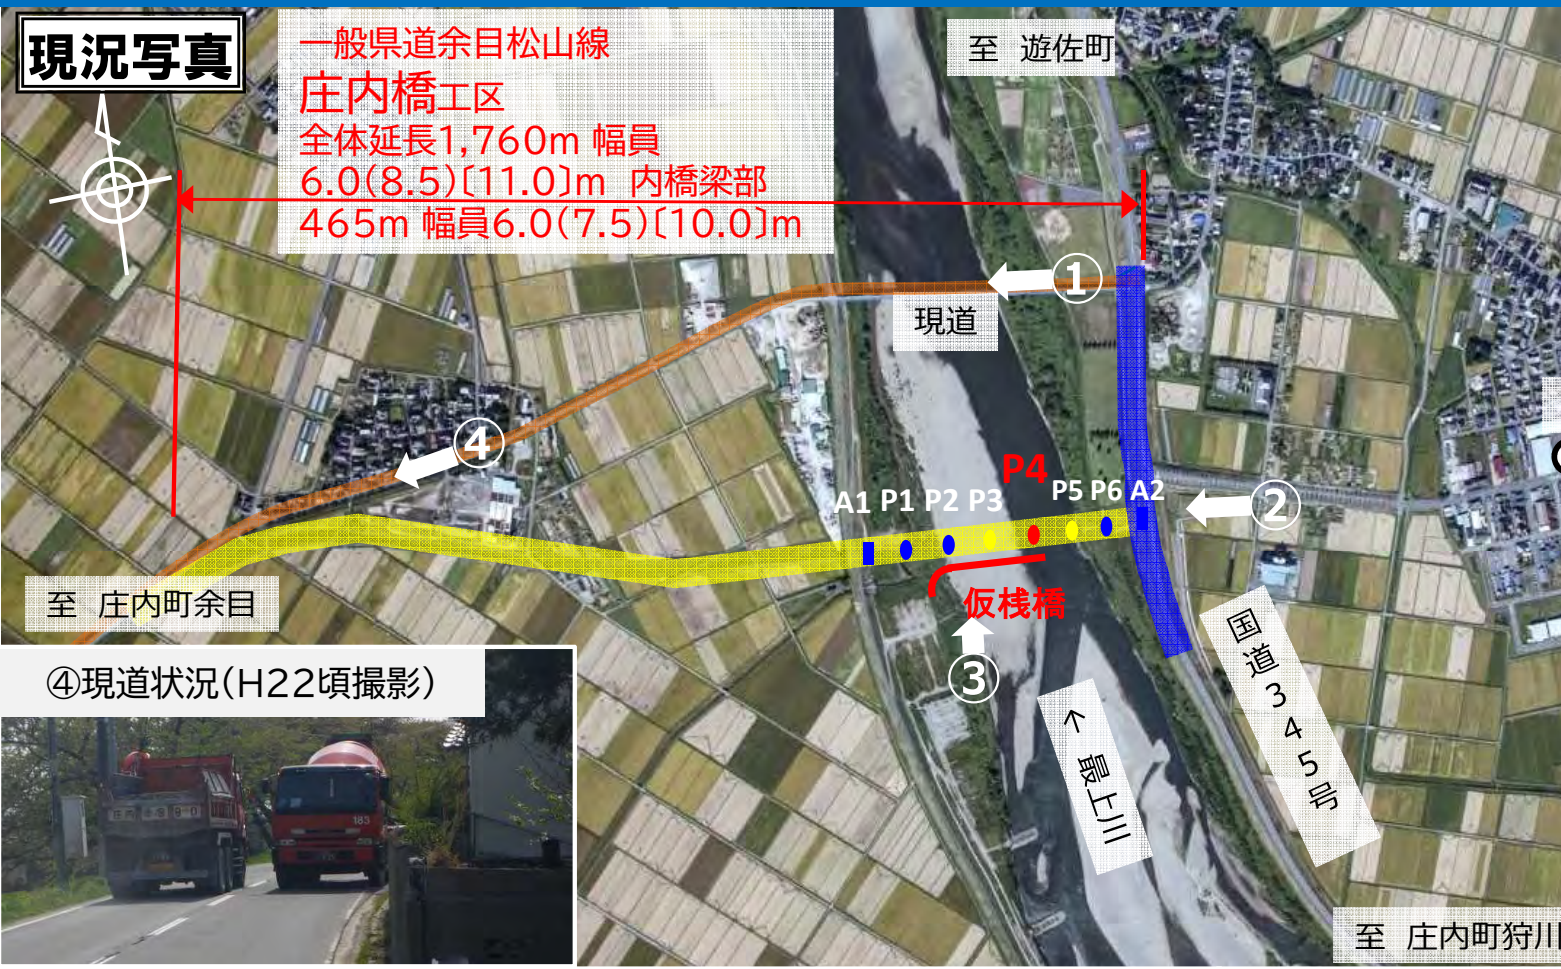 現況写真
一般県道余目松山線
庄内橋工区
全体延長1,760m 幅員
6.0(8.5)〔11.0〕m 内橋梁部
465m 幅員6.0(7.5)〔10.0〕m
至 遊佐町
①
現道
④
P4
A1 P1 P2 P3 P5 P6 A2
②
仮桟橋
至 庄内町余目
③
国道345号
↑ 最上川
④現道状況(H22頃撮影)
183
至 庄内町狩川